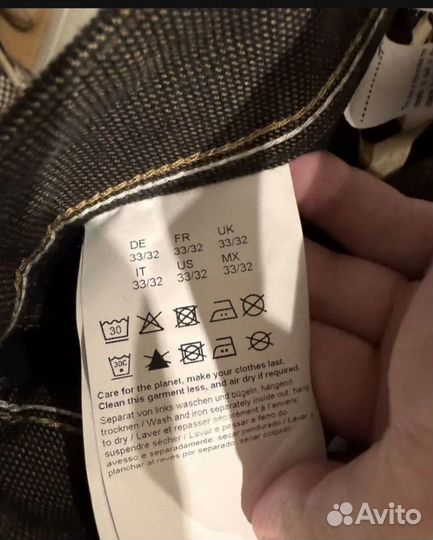 DE FR UK
33/32 33/32 33/32
IT US MX
33/32 33/32 33/32
30
30C
Care for the planet, make your clothes last.
Clean this garment less, and air dry if required.
Separat von links waschen und bügeln, hängend
trocknen / Wash and iron separately inside out, hang
to dry / Laver et repasser séparément à l'envers;
suspendre sécher / Lavare e passare a ferro da
avesso e separadamente; secar pendurado / Lavar y
planchar al revés por separado; secar colgado.
Avito